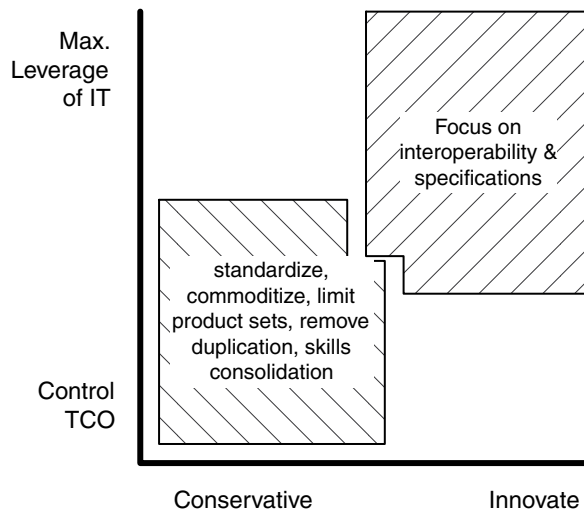 Max.
Leverage
of IT
Focus on
interoperability &
specifications
standardize,
commoditize, limit
product sets, remove
duplication, skills
consolidation
Control
TCO
Conservative
Innovate